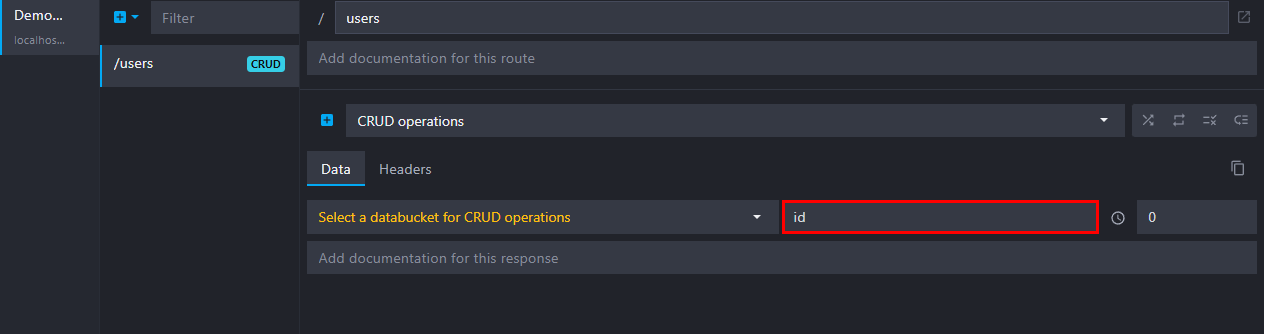 Demo...
localhos...
Filter
/users
CRUD
/
users
Add documentation for this route
CRUD operations
Data
Headers
Select a databucket for CRUD operations
id
0
Add documentation for this response